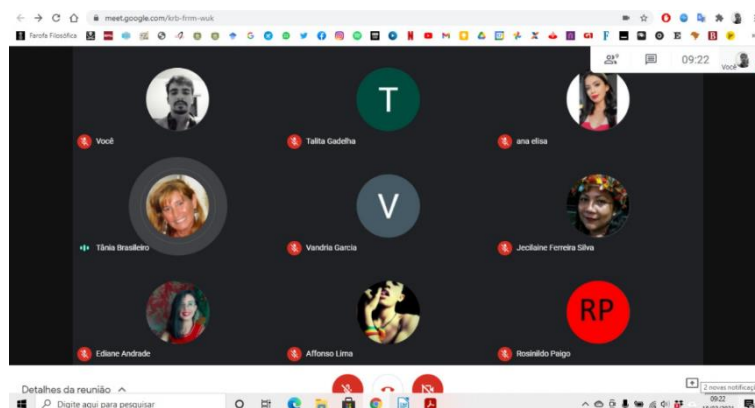 meet.google.com/krb-frrm-wuk
Farofa Filosófica
09:22
Você
Você
Talita Gadelha
ana elisa
Tânia Brasileiro
Vandria Garcia
Jecilaine Ferreira Silva
Ediane Andrade
Affonso Lima
Rosinildo Paigo
T
V
RP
Detalhes da reunião
2 novas notificaç
Digite aqui para pesquisar
09:22